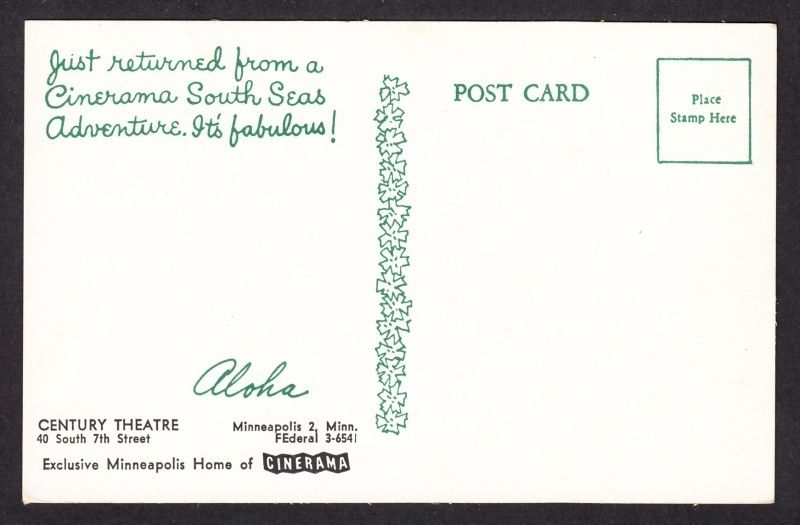 Just returned from a
Cinerama South Seas
Adventure. It's fabulous!
Aloha
CENTURY THEATRE
40 South 7th Street
Minneapolis 2, Minn.
FEderal 3-6541
Exclusive Minneapolis Home of CINERAMA
POST CARD
Place
Stamp Here